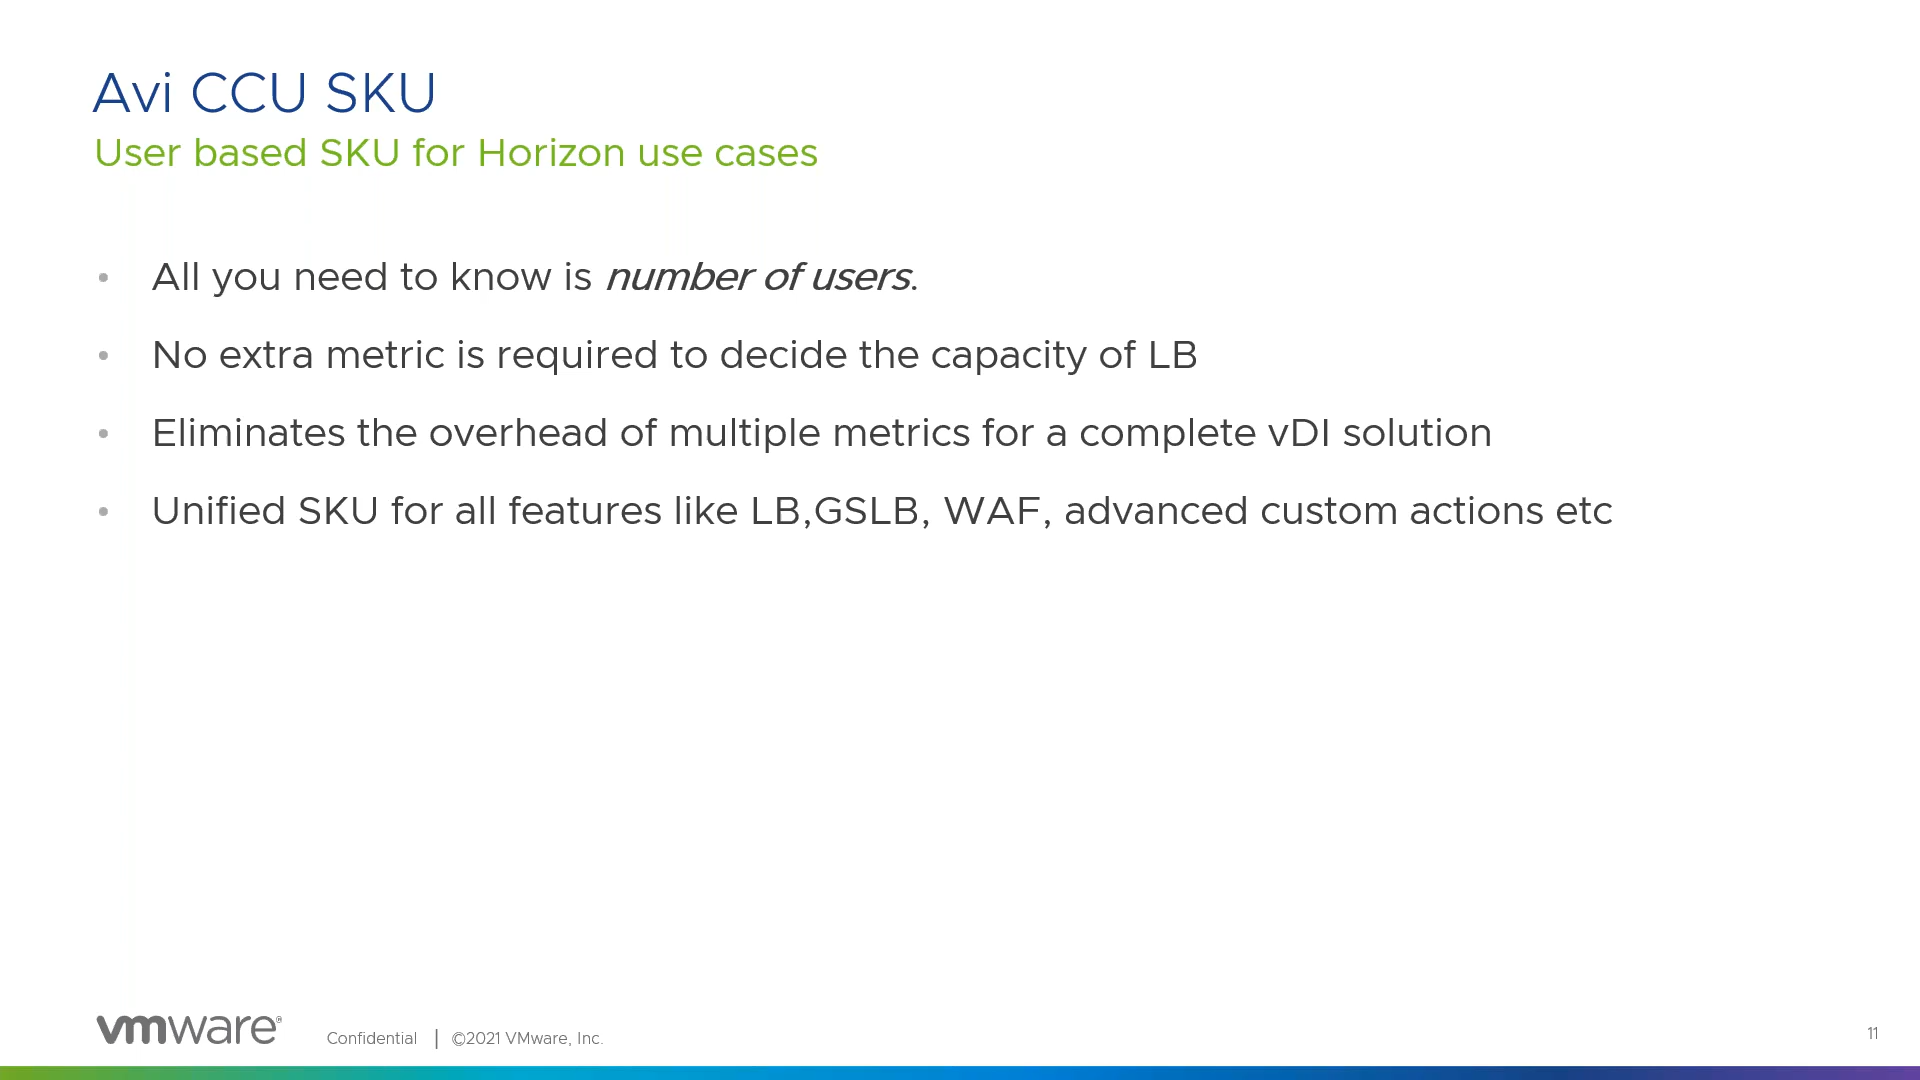 Avi CCU SKU
User based SKU for Horizon use cases
• All you need to know is number of users.
• No extra metric is required to decide the capacity of LB
• Eliminates the overhead of multiple metrics for a complete vDI solution
• Unified SKU for all features like LB,GSLB, WAF, advanced custom actions etc
vmware® Confidential | ©2021 VMware, Inc. 11